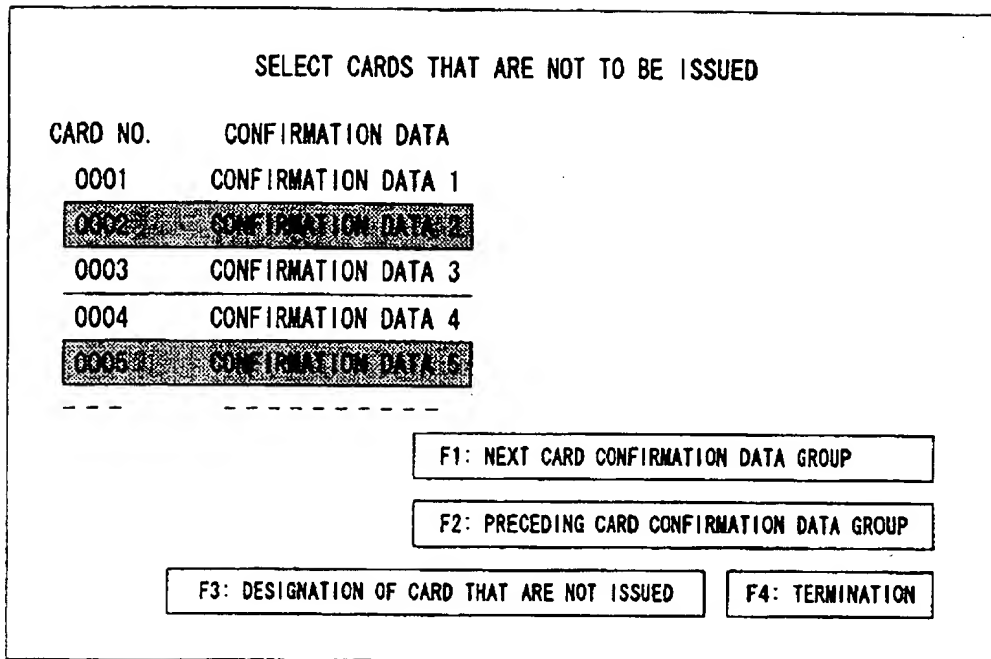 SELECT CARDS THAT ARE NOT TO BE ISSUED
CARD NO. CONFIRMATION DATA
0001 CONFIRMATION DATA 1
0002 CONFIRMATION DATA 2
0003 CONFIRMATION DATA 3
0004 CONFIRMATION DATA 4
0005 CONFIRMATION DATA 5
F1: NEXT CARD CONFIRMATION DATA GROUP
F2: PRECEDING CARD CONFIRMATION DATA GROUP
F3: DESIGNATION OF CARD THAT ARE NOT ISSUED F4: TERMINATION